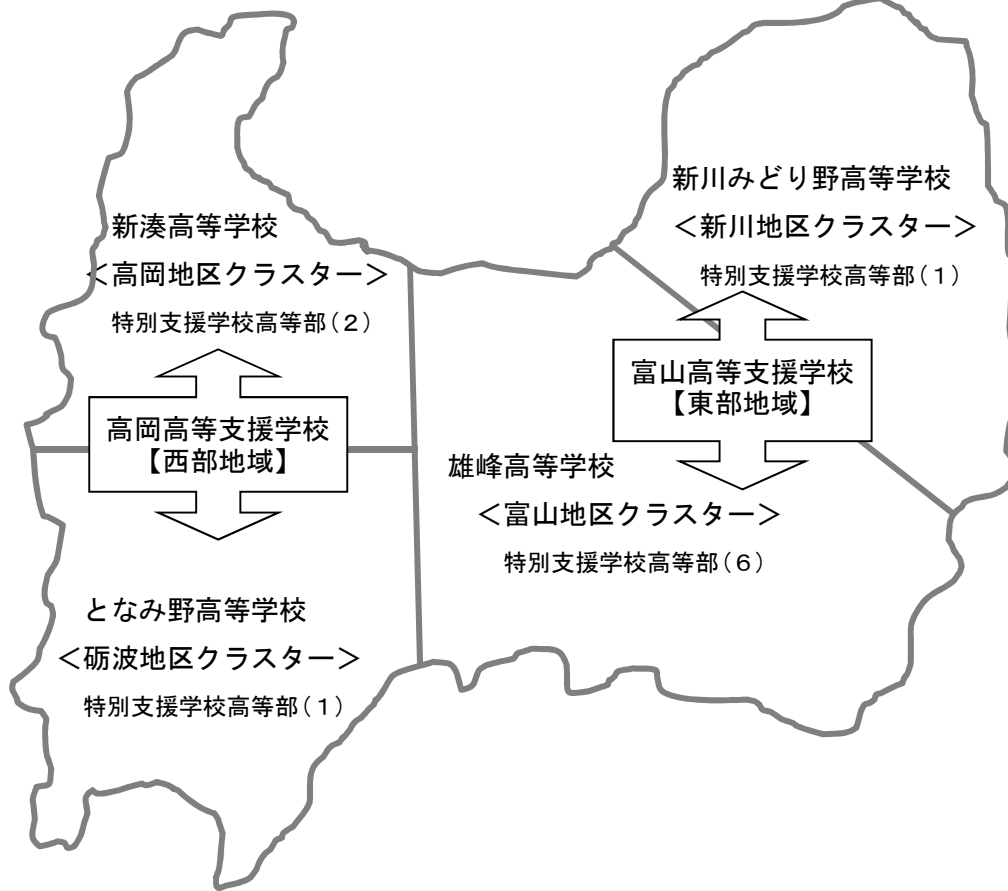 新川みどり野高等学校
＜新川地区クラスター＞
特別支援学校高等部（１）
新湊高等学校
＜高岡地区クラスター＞
特別支援学校高等部（２）
富山高等支援学校
【東部地域】
高岡高等支援学校
【西部地域】
雄峰高等学校
＜富山地区クラスター＞
特別支援学校高等部（６）
となみ野高等学校
＜砺波地区クラスター＞
特別支援学校高等部（１）